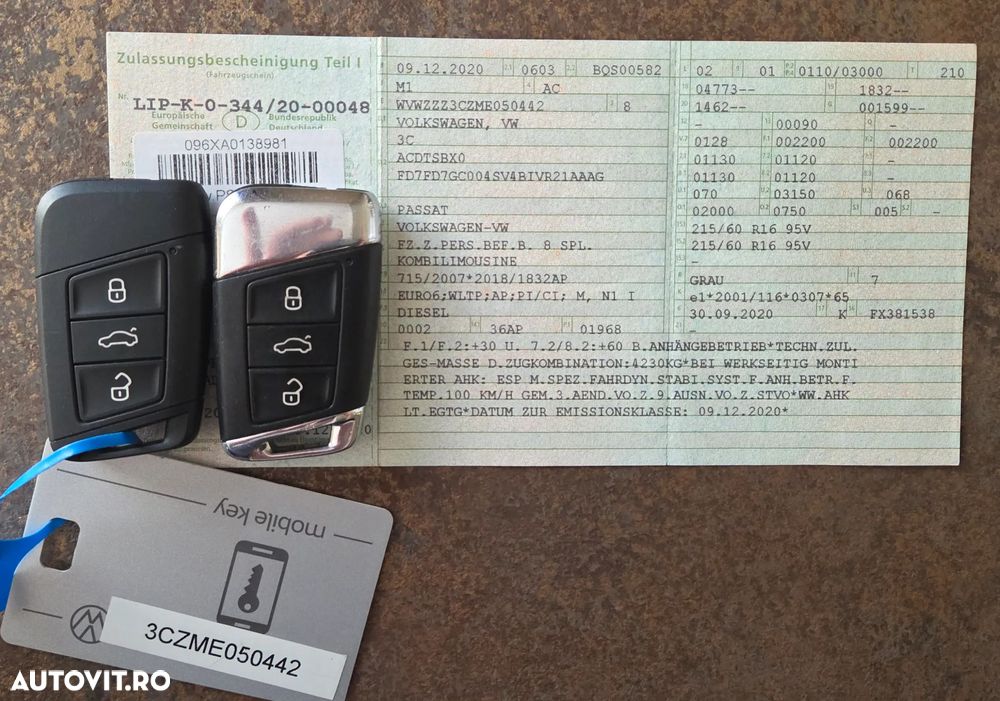 Zulassungsbescheinigung Teil I
(Fahrzeugschein)
Nr. LIP-K-0-344/20-00048
Europäische Gemeinschaft D Bundesrepublik Deutschland
096XA0138981
09.12.2020 0603 BQS00582
M1 AC
WVWZZZ3CZME050442 8
VOLKSWAGEN, VW
3C
ACDTSBX0
FD7FD7GC004SV4BIVR21AAAG
PASSAT
VOLKSWAGEN-VW
FZ.Z.PERS.BEF.B. 8 SPL.
KOMBILIMOUSINE
715/2007*2018/1832AP
EURO6;WLTP;AP;PI/CI; M, N1 I
DIESEL
0002 36AP 01968
02 01 0110/03000 210
04773-- 1832--
1462-- 001599--
- 00090 -
0128 002200 002200
01130 01120 -
01130 01120 -
070 03150 068
02000 0750 005 -
215/60 R16 95V
215/60 R16 95V
-
GRAU 7
e1*2001/116*0307*65
30.09.2020 K FX381538
-
F.1/F.2:+30 U. 7.2/8.2:+60 B.ANHÄNGEBETRIEB*TECHN.ZUL.
GES-MASSE D.ZUGKOMBINATION:4230KG*BEI WERKSEITIG MONTI
ERTER AHK: ESP M.SPEZ.FAHRDYN.STABI.SYST.F.ANH.BETR.F.
TEMP.100 KM/H GEM.3.AEND.VO.Z.9.AUSN.VO.Z.STVO*WW.AHK
LT.EGTG*DATUM ZUR EMISSIONSKLASSE: 09.12.2020*
mobile key
3CZME050442
AUTOVIT.RO